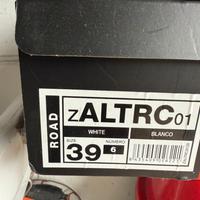 ROAD
zALTRC01
WHITE BLANCO
SIZE 39 NUMERO 6